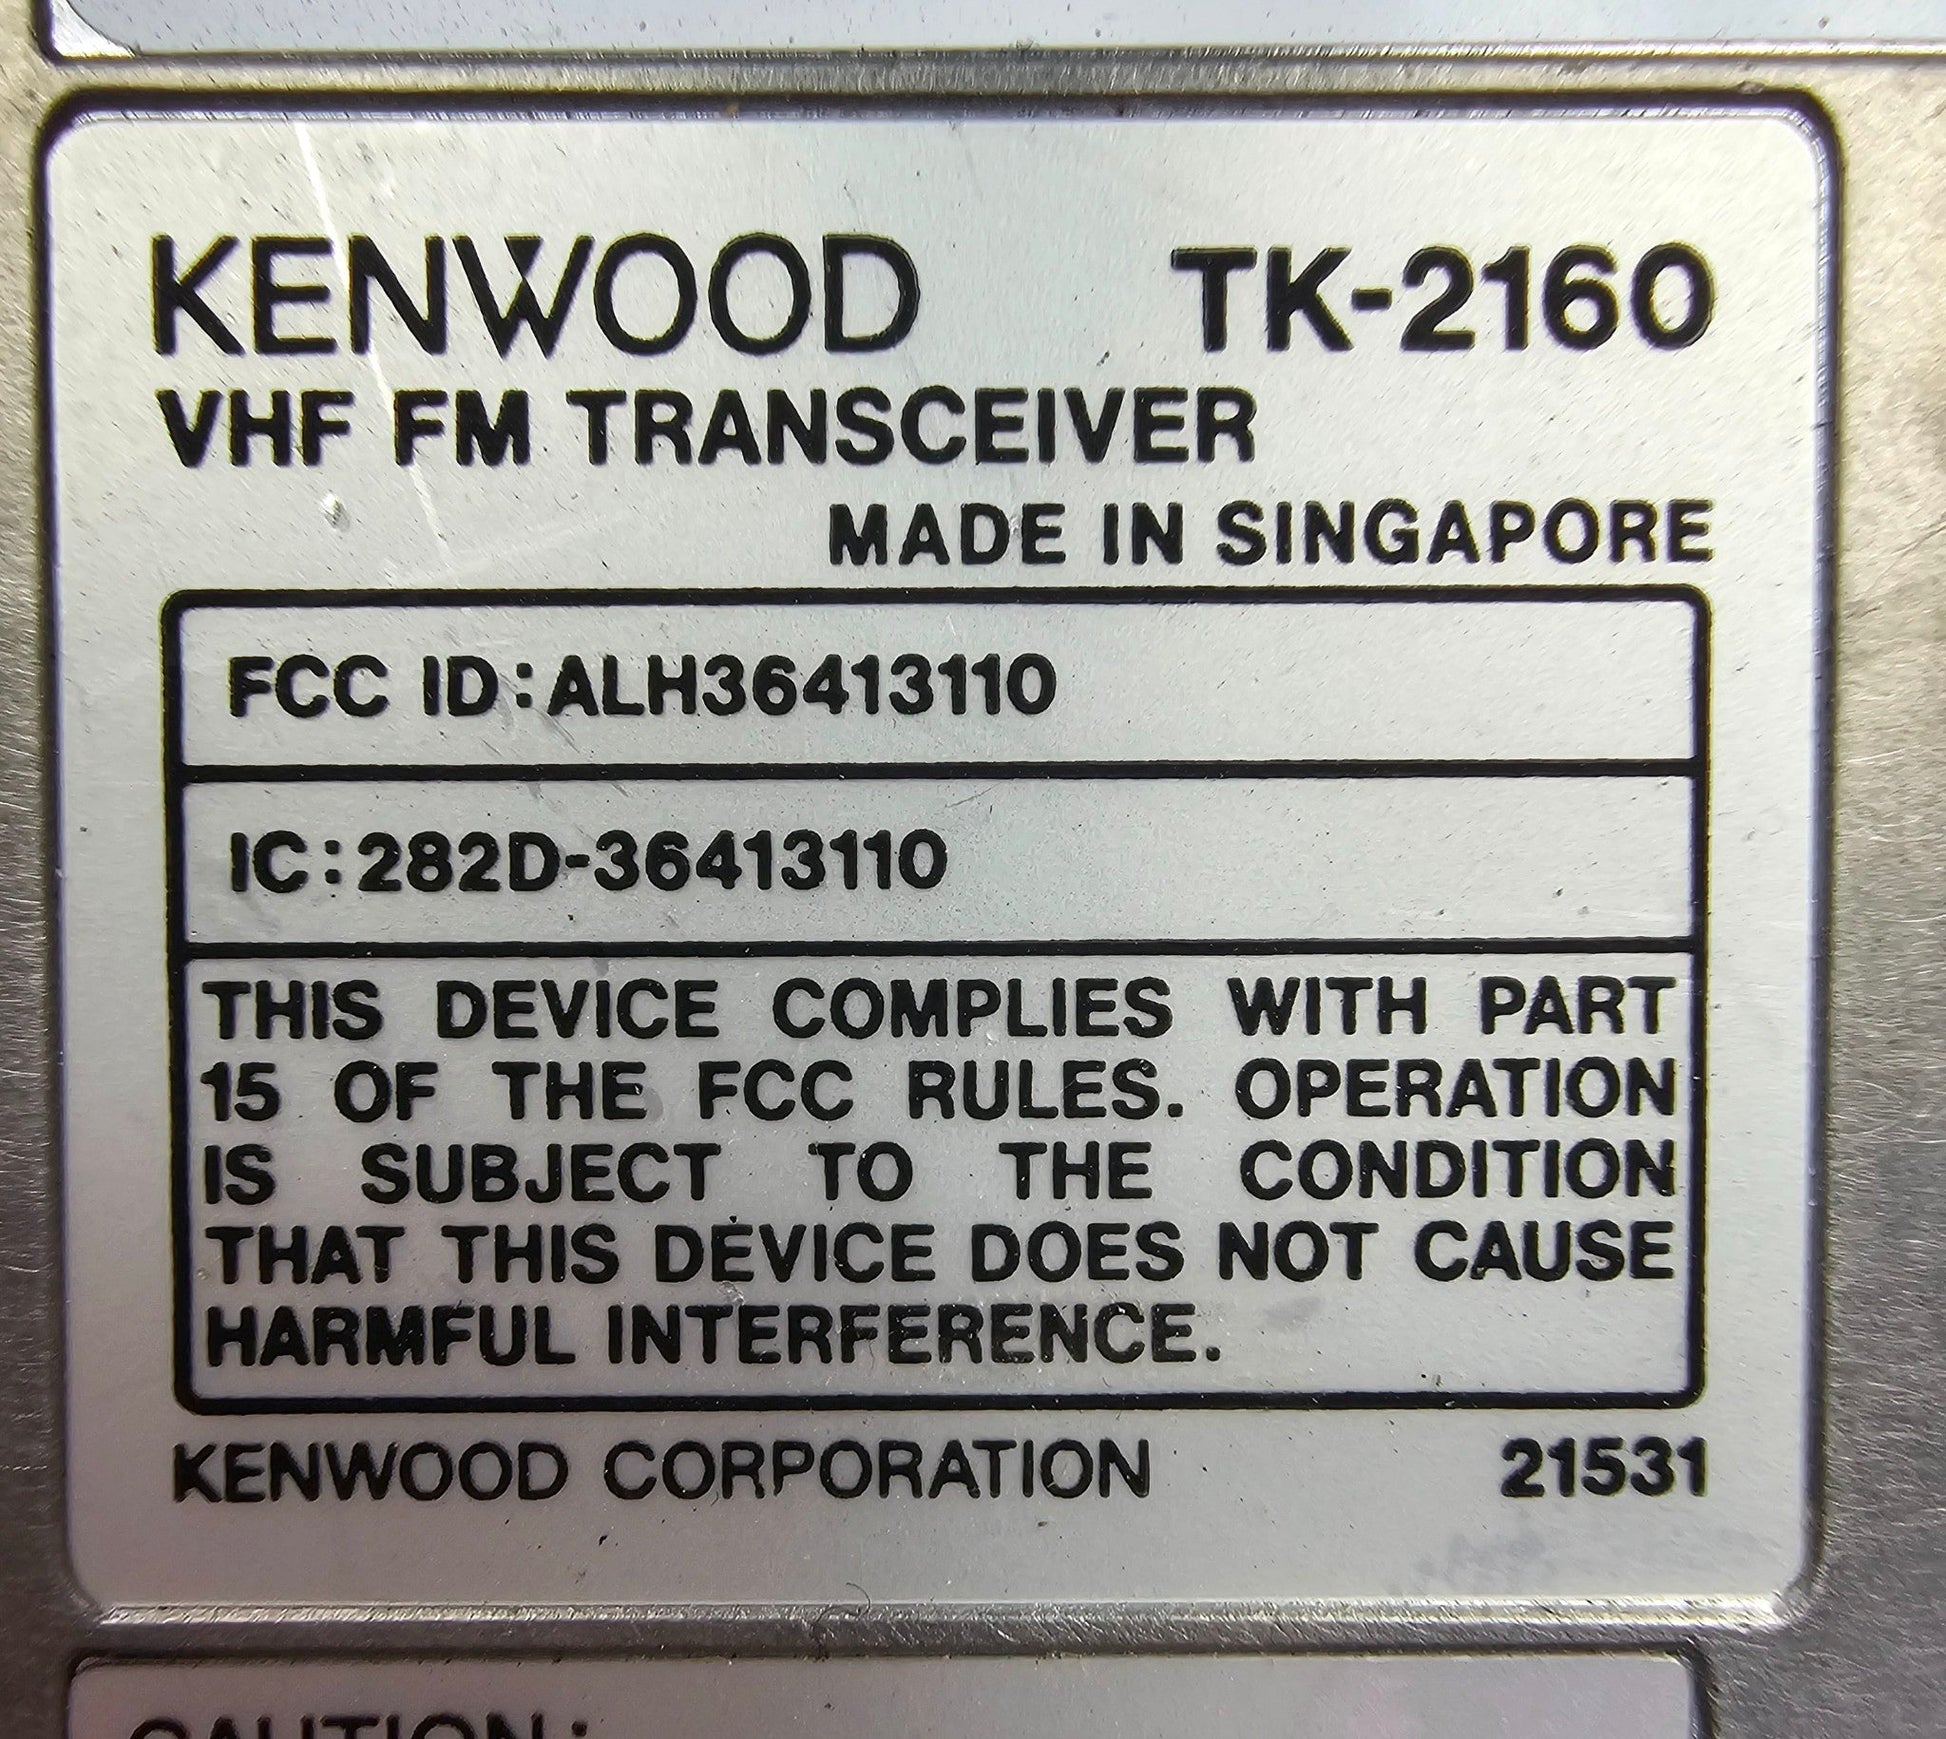 KENWOOD TK-2160
VHF FM TRANSCEIVER
MADE IN SINGAPORE
FCC ID:ALH36413110
IC:282D-36413110
THIS DEVICE COMPLIES WITH PART
15 OF THE FCC RULES. OPERATION
IS SUBJECT TO THE CONDITION
THAT THIS DEVICE DOES NOT CAUSE
HARMFUL INTERFERENCE.
KENWOOD CORPORATION 21531
CAUTION: